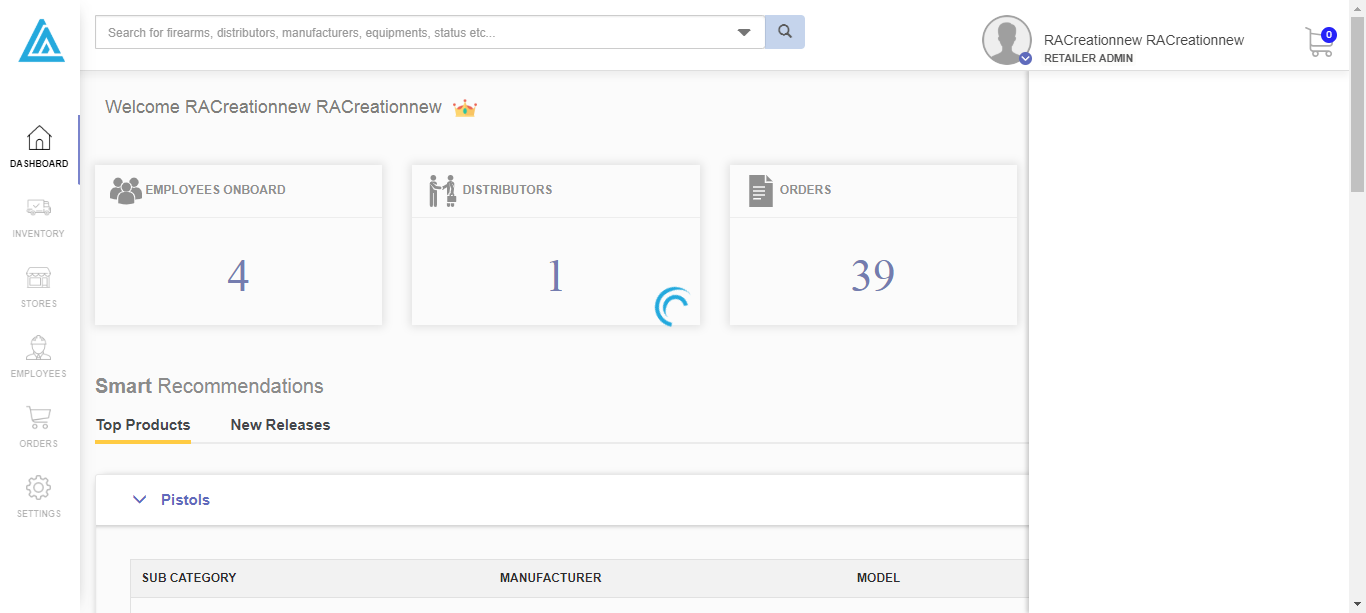 Search for firearms, distributors, manufacturers, equipments, status etc...
RACreationnew RACreationnew
RETAILER ADMIN
0
Welcome RACreationnew RACreationnew
DASHBOARD
INVENTORY
STORES
EMPLOYEES
ORDERS
SETTINGS
EMPLOYEES ONBOARD
4
DISTRIBUTORS
1
ORDERS
39
Smart Recommendations
Top Products New Releases
Pistols
SUB CATEGORY MANUFACTURER MODEL